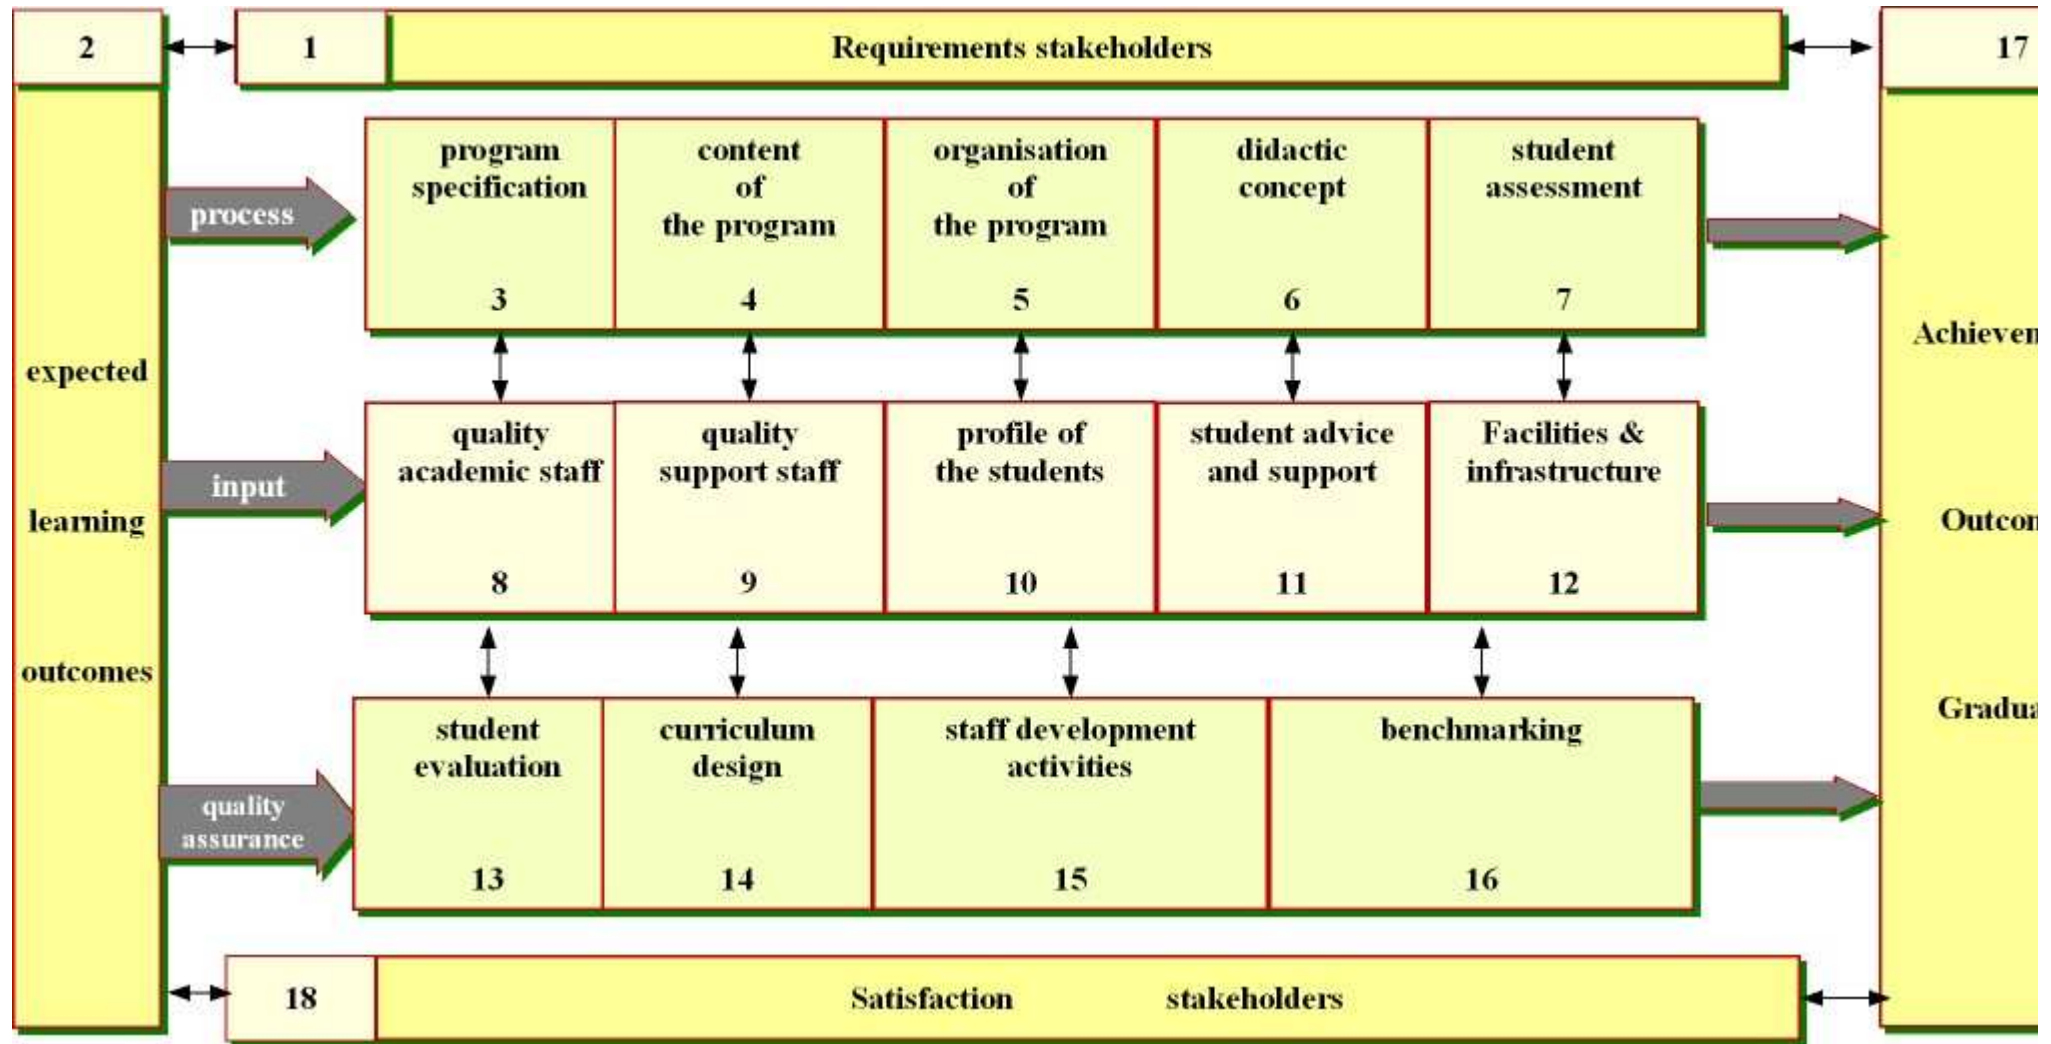 2
1
Requirements stakeholders
17
program
specification
3
content
of
the program
4
organisation
of
the program
5
didactic
concept
6
student
assessment
7
process
expected
learning
outcomes
input
quality
academic staff
8
quality
support staff
9
profile of
the students
10
student advice
and support
11
Facilities &
infrastructure
12
quality
assurance
student
evaluation
13
curriculum
design
14
staff development
activities
15
benchmarking
16
Gradua
18
Satisfaction stakeholders